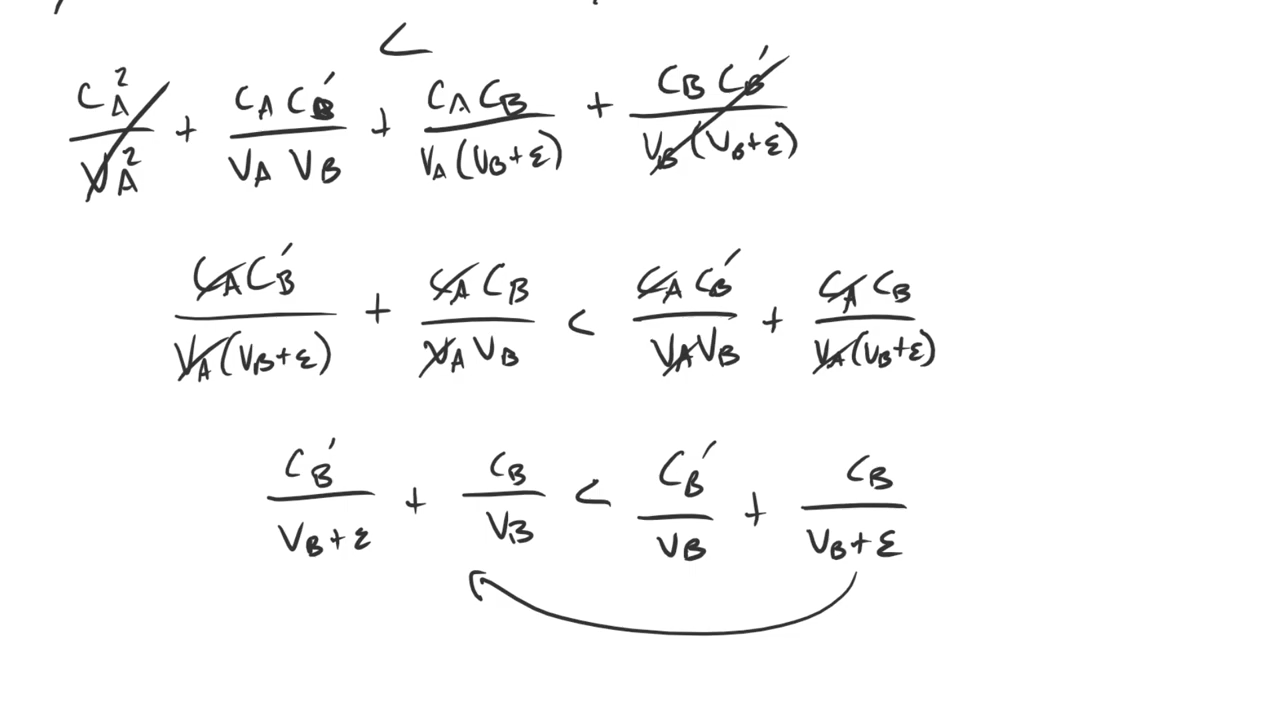 <
C_A^2 / V_A^2 + C_A C_B' / V_A V_B + C_A C_B / V_A (V_B + ε) + C_B C_B' / V_B (V_B + ε)
C_A C_B' / V_A (V_B + ε) + C_A C_B / V_A V_B < C_A C_B' / V_A V_B + C_A C_B / V_A (V_B + ε)
C_B' / V_B + ε + C_B / V_B < C_B' / V_B + C_B / V_B + ε